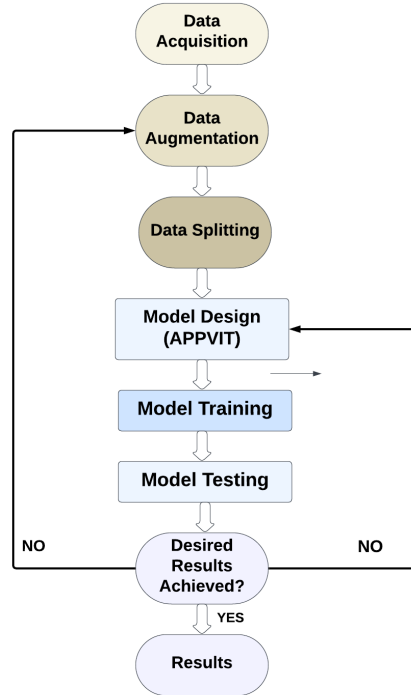 Data
Acquisition
Data
Augmentation
Data Splitting
Model Design
(APPVIT)
Model Training
Model Testing
NO
Desired
Results
Achieved?
NO
YES
Results